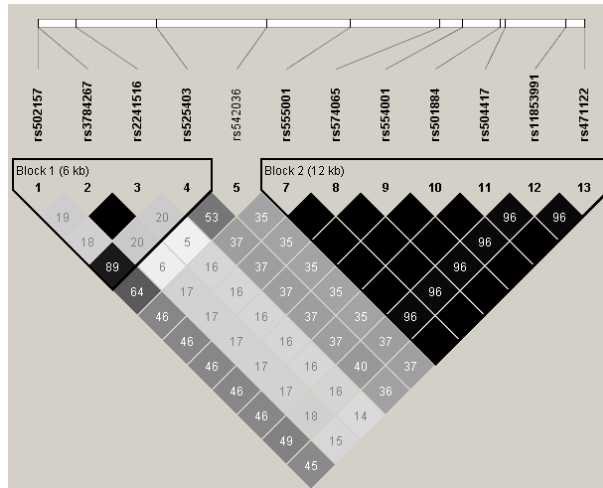 rs502157
rs3784267
rs2241516
rs525403
rs542036
rs555001
rs574065
rs554001
rs501884
rs504417
rs11853991
rs471122
Block 1 (6 kb) Block 2 (12 kb)
1 2 3 4 5 7 8 9 10 11 12 13
19 20 53 35 96 96
18 20 5 37 35 96
89 6 16 37 35 96
64 17 16 37 35 96
46 17 16 37 35 96
46 17 16 37 37
46 17 16 40 37
46 17 16 36
46 18 14
49 15
45